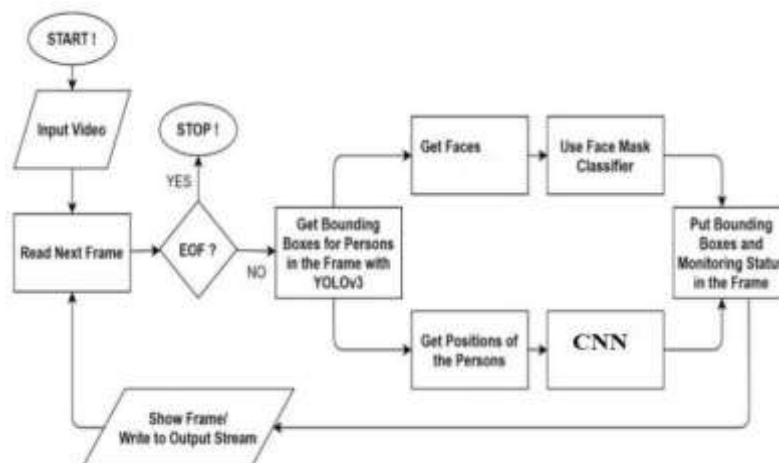 START !
Input Video
Read Next Frame
EOF ?
YES
STOP !
NO
Get Bounding
Boxes for Persons
in the Frame with
YOLOv3
Get Faces
Use Face Mask
Classifier
Get Positions of
the Persons
CNN
Put Bounding
Boxes and
Monitoring Status
in the Frame
Show Frame/
Write to Output Stream